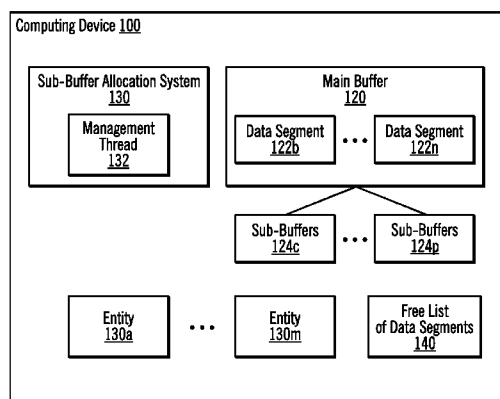 Computing Device 100
Sub-Buffer Allocation System
130
Management
Thread
132
Main Buffer
120
Data Segment
122b
Data Segment
122n
Sub-Buffers
124c
Sub-Buffers
124p
Entity
130a
Entity
130m
Free List
of Data Segments
140